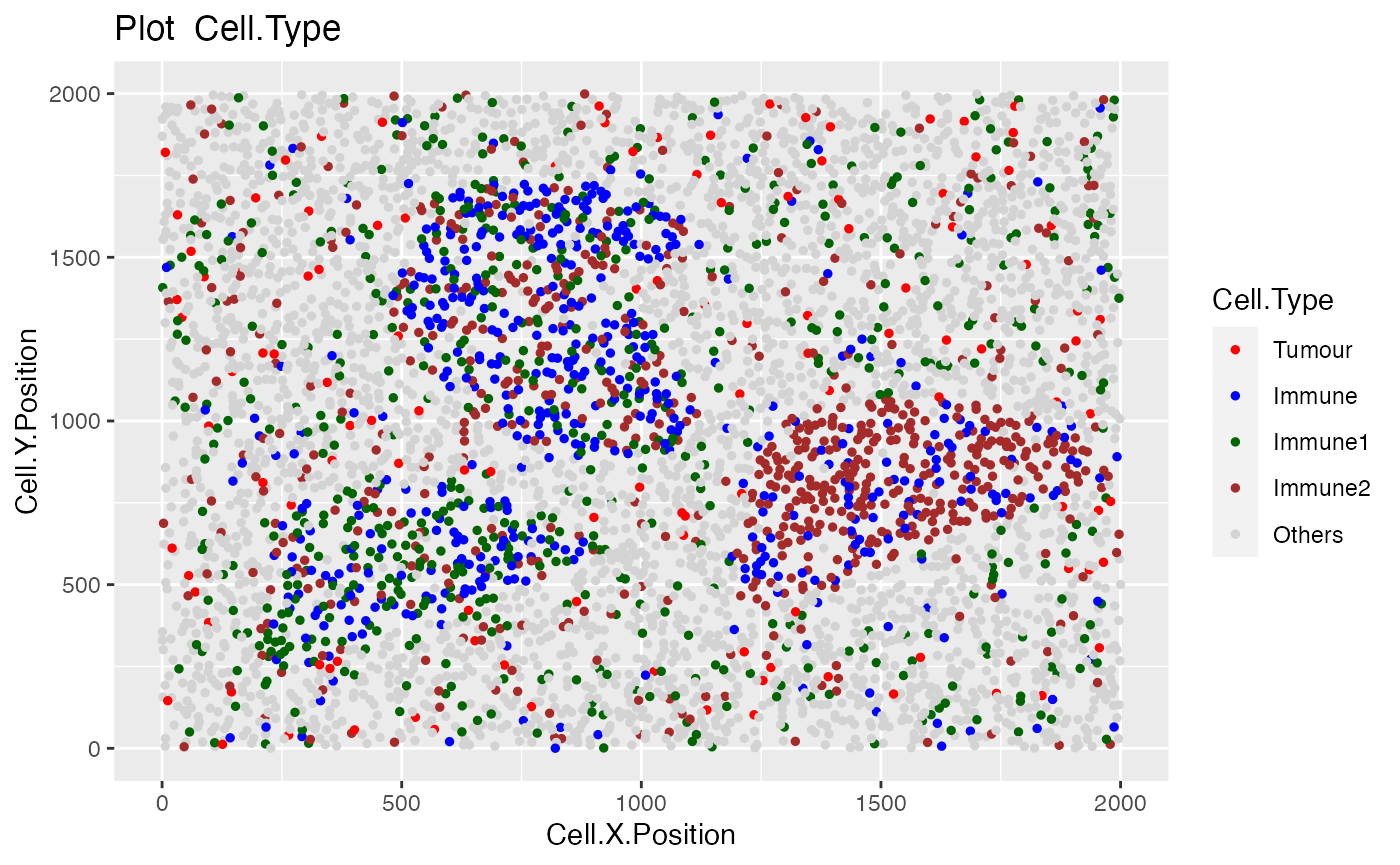 Plot  Cell.Type
Cell.Y.Position
2000
1500
1000
500
0
0 500 1000 1500 2000
Cell.X.Position
Cell.Type
Tumour
Immune
Immune1
Immune2
Others